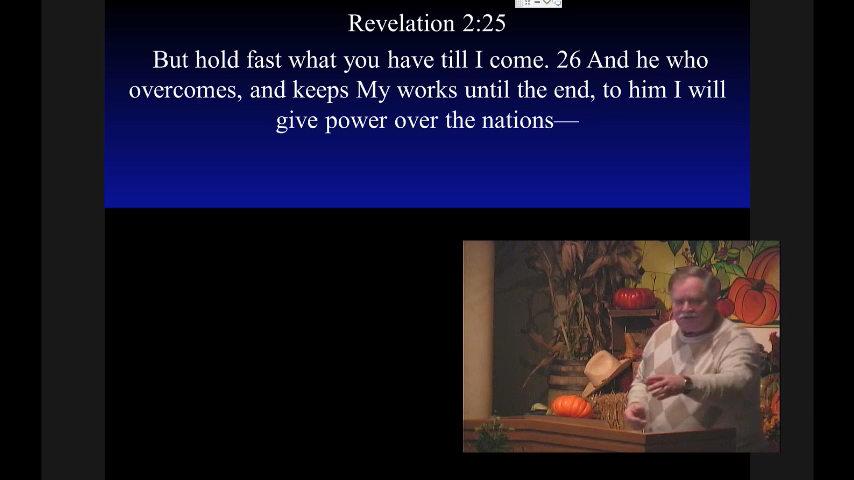 Revelation 2:25
But hold fast what you have till I come. 26 And he who
overcomes, and keeps My works until the end, to him I will
give power over the nations—